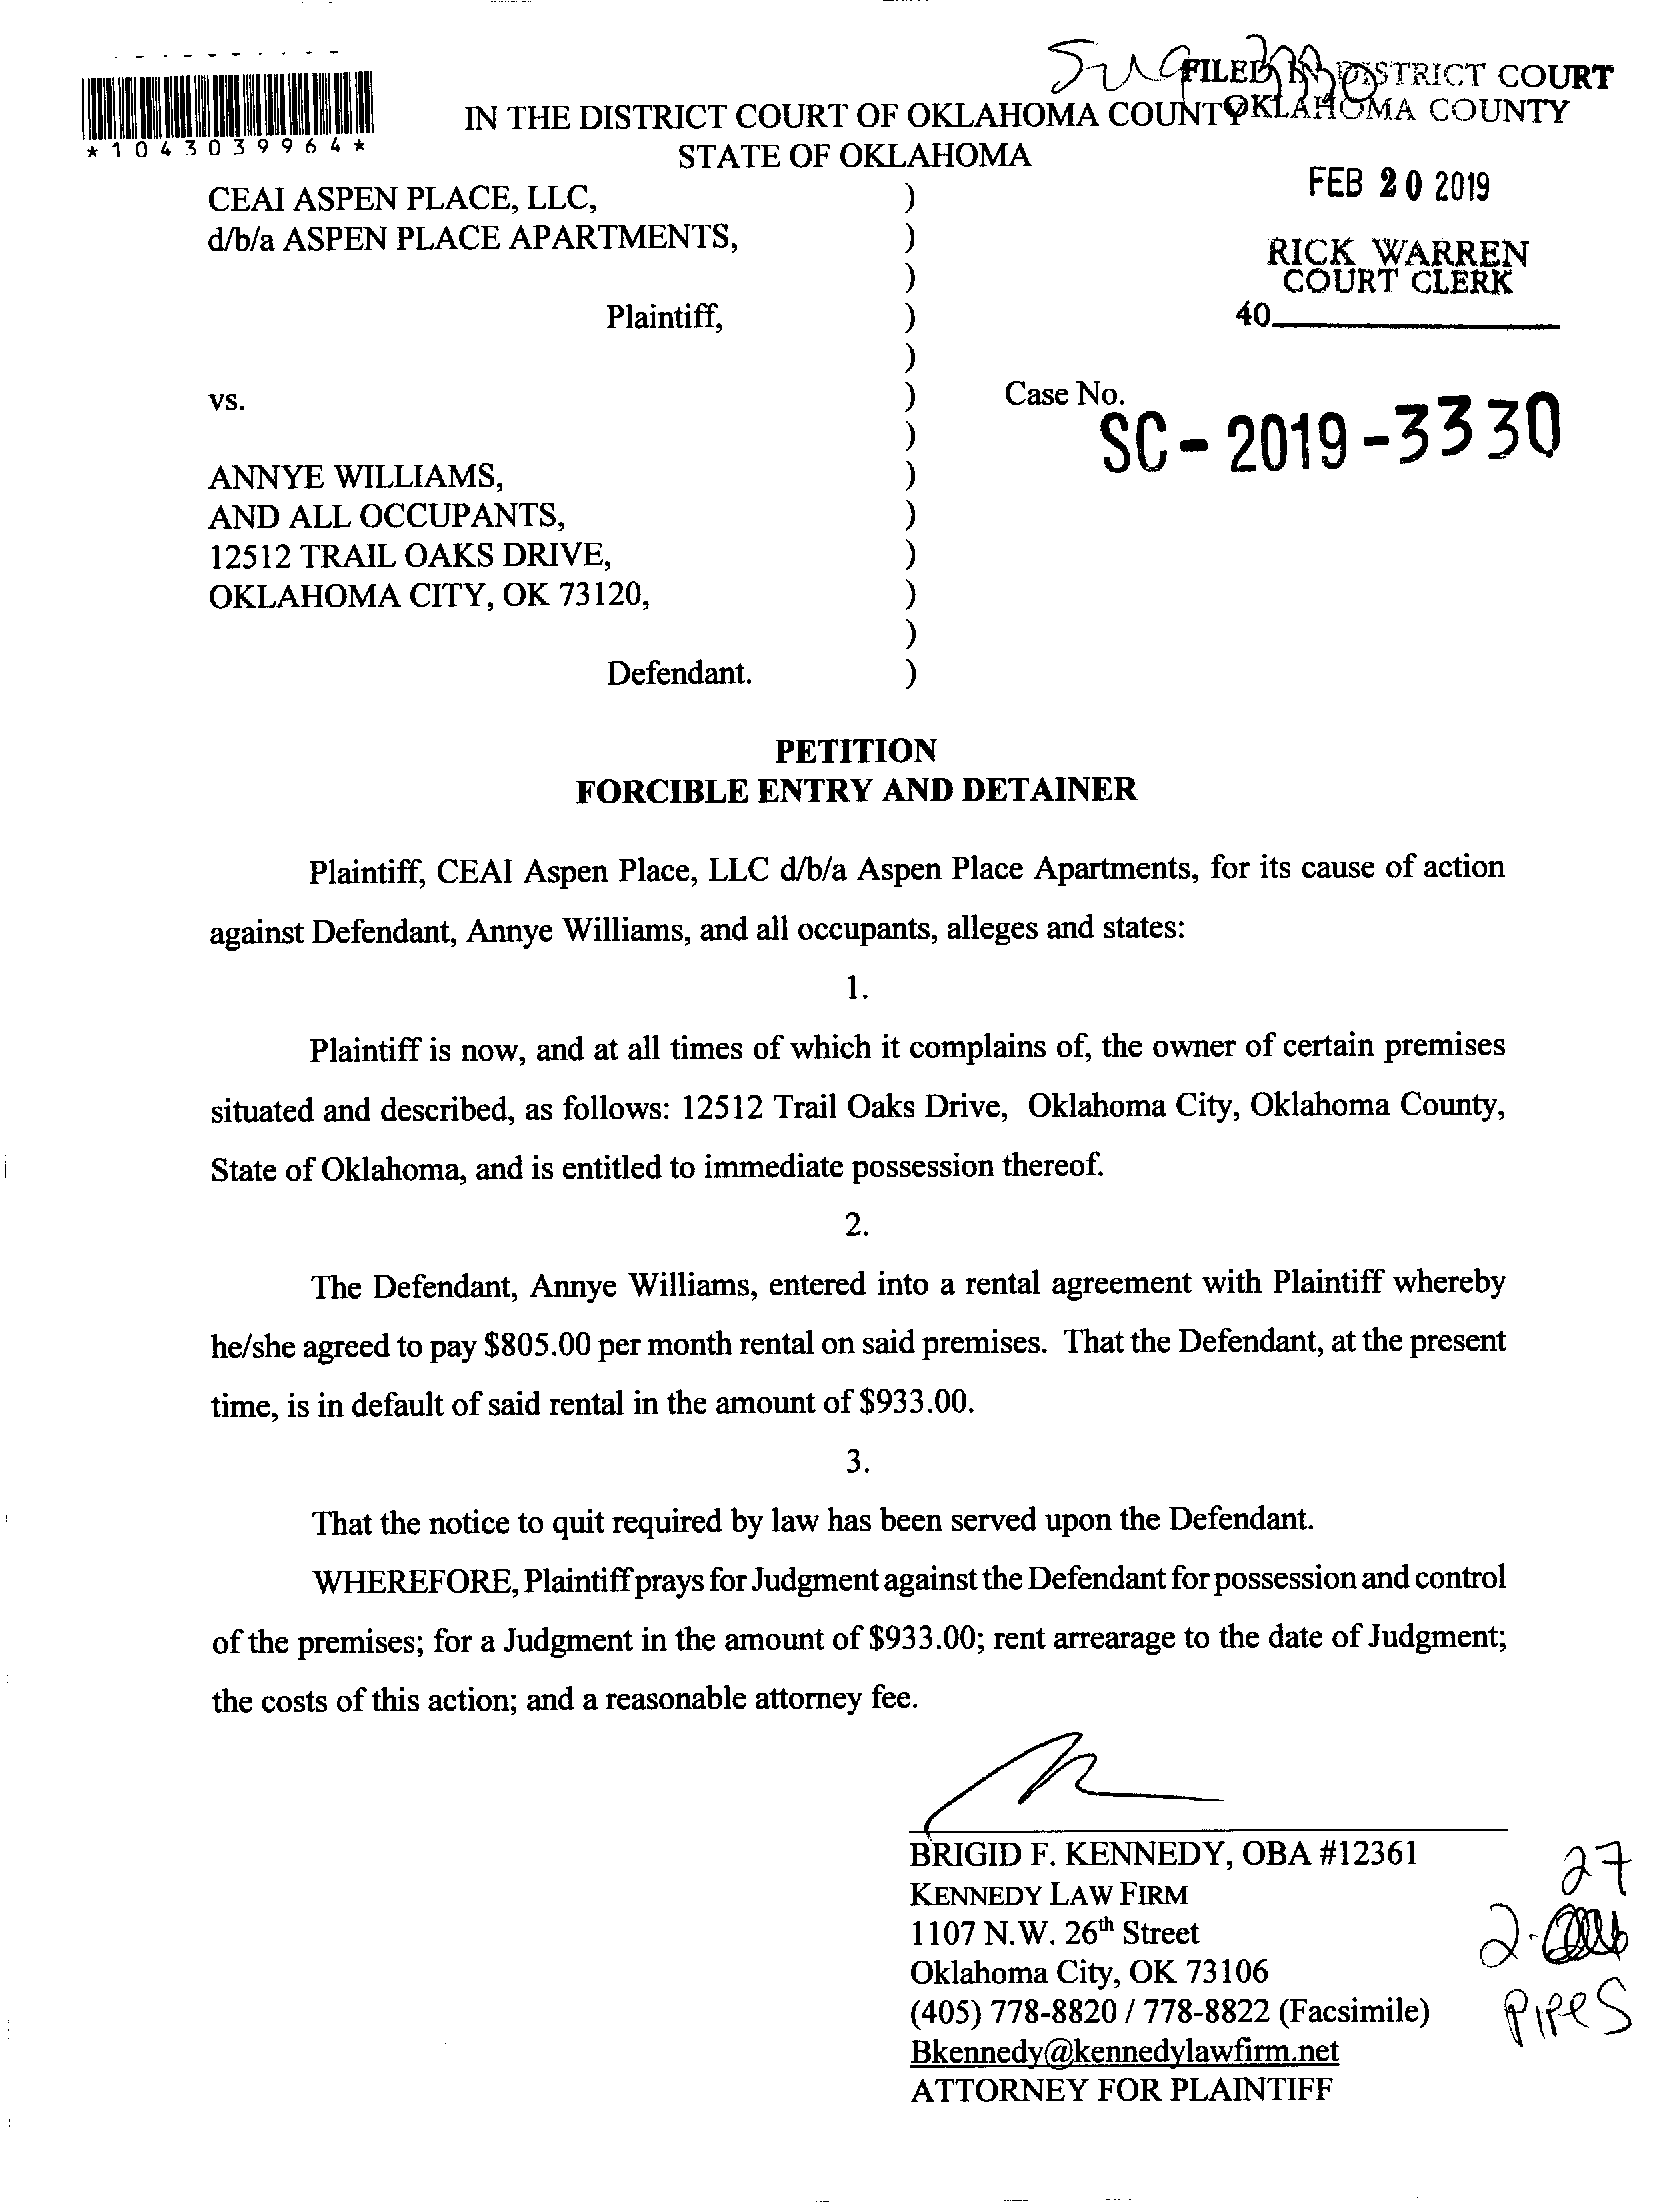 FILED IN DISTRICT COURT
OKLAHOMA COUNTY
*1043039964*
IN THE DISTRICT COURT OF OKLAHOMA COUNTY
STATE OF OKLAHOMA
FEB 20 2019
RICK WARREN
COURT CLERK
40
CEAI ASPEN PLACE, LLC, )
d/b/a ASPEN PLACE APARTMENTS, )
)
Plaintiff, )
)
vs. ) Case No.
SC-2019-3330
)
ANNYE WILLIAMS, )
AND ALL OCCUPANTS, )
12512 TRAIL OAKS DRIVE, )
OKLAHOMA CITY, OK 73120, )
)
Defendant. )
PETITION
FORCIBLE ENTRY AND DETAINER
Plaintiff, CEAI Aspen Place, LLC d/b/a Aspen Place Apartments, for its cause of action
against Defendant, Annye Williams, and all occupants, alleges and states:
1.
Plaintiff is now, and at all times of which it complains of, the owner of certain premises
situated and described, as follows: 12512 Trail Oaks Drive, Oklahoma City, Oklahoma County,
State of Oklahoma, and is entitled to immediate possession thereof.
2.
The Defendant, Annye Williams, entered into a rental agreement with Plaintiff whereby
he/she agreed to pay $805.00 per month rental on said premises. That the Defendant, at the present
time, is in default of said rental in the amount of $933.00.
3.
That the notice to quit required by law has been served upon the Defendant.
WHEREFORE, Plaintiff prays for Judgment against the Defendant for possession and control
of the premises; for a Judgment in the amount of $933.00; rent arrearage to the date of Judgment;
the costs of this action; and a reasonable attorney fee.
BRIGID F. KENNEDY, OBA #12361
KENNEDY LAW FIRM
1107 N.W. 26th Street
Oklahoma City, OK 73106
(405) 778-8820 / 778-8822 (Facsimile)
Bkennedy@kennedylawfirm.net
ATTORNEY FOR PLAINTIFF
27
2-
PIPES